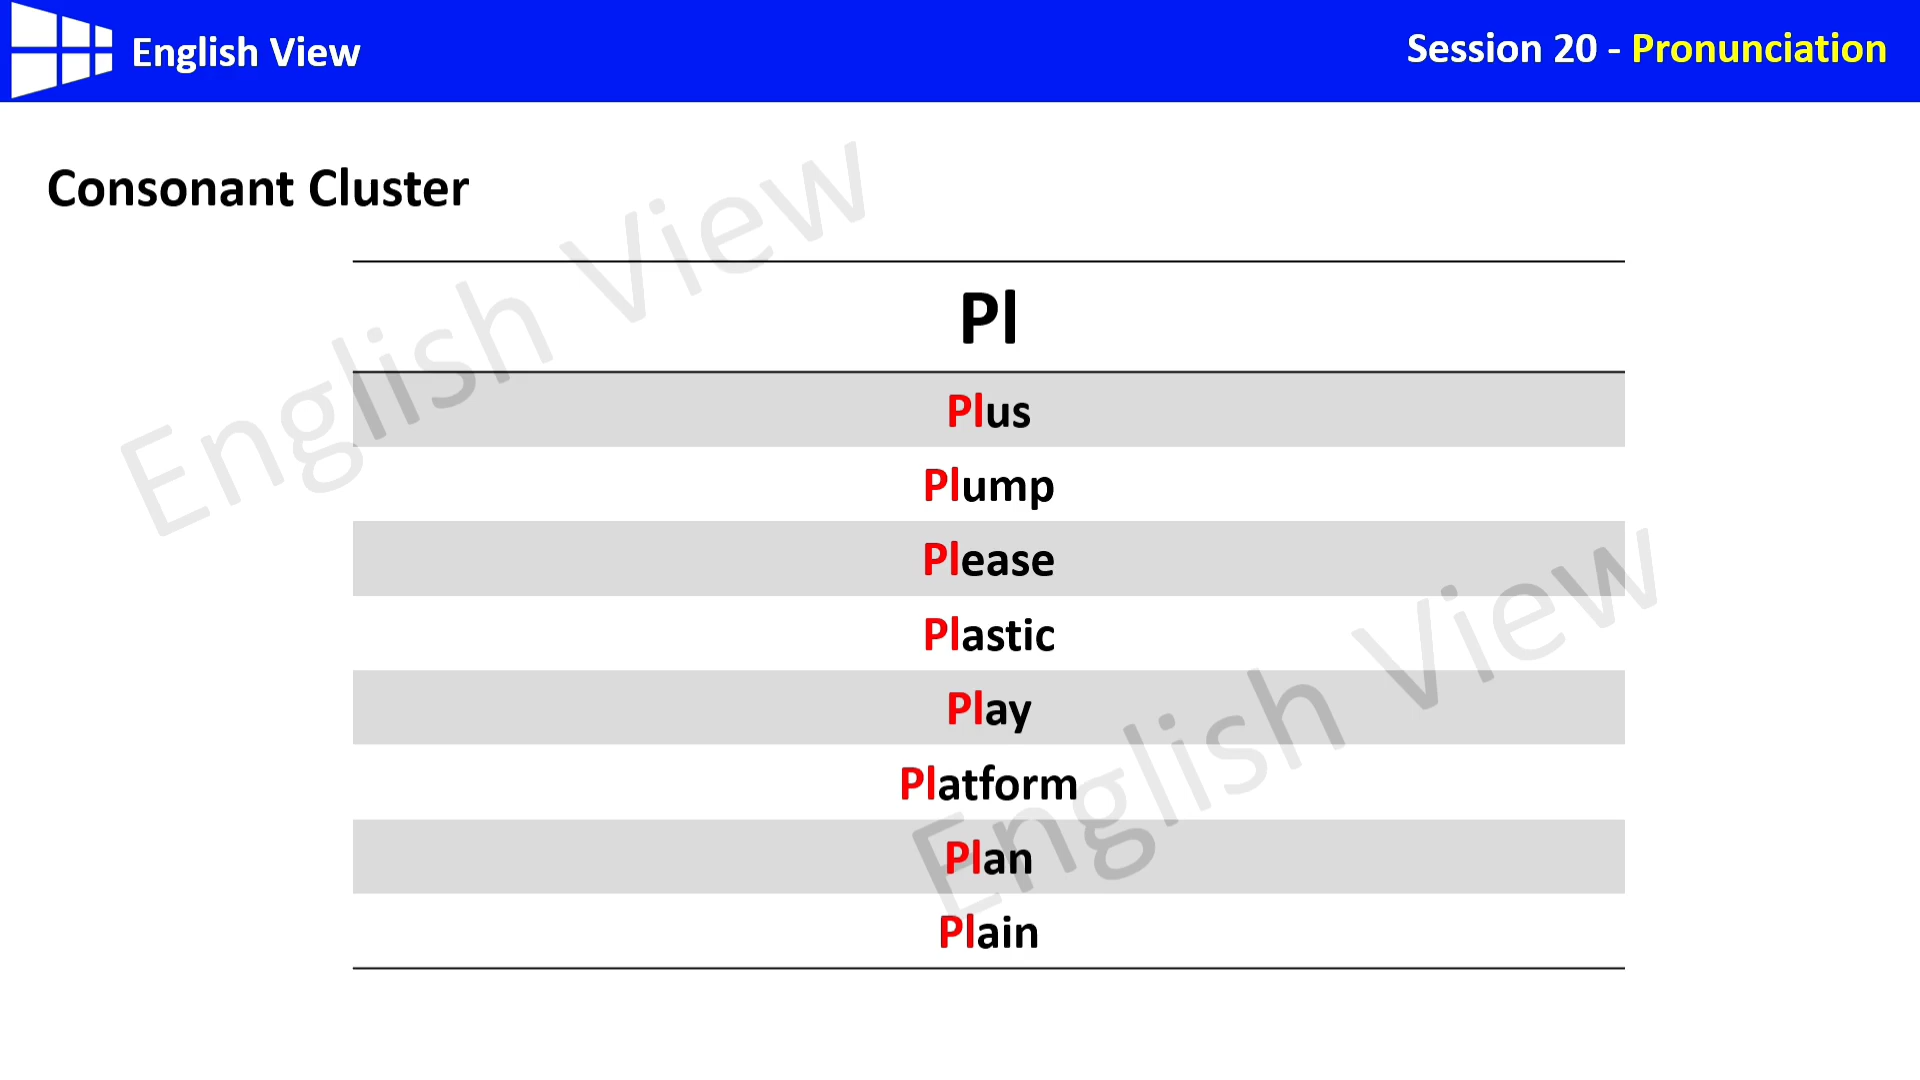 English View
Session 20 - Pronunciation
Consonant Cluster
Pl
Plus
Plump
Please
Plastic
Play
Platform
Plan
Plain
English View
English View